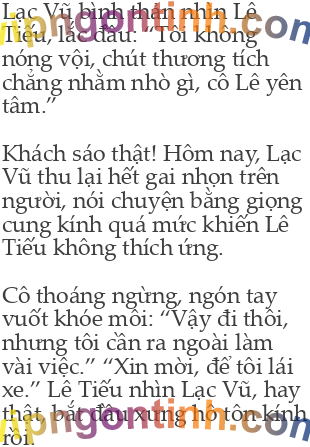 Lạc Vũ bình thản nhìn Lê
Tiếu, lắc đầu: “Tôi không
nóng vội, chút thương tích
chẳng nhằm nhò gì, cô Lê yên
tâm.”
Khách sáo thật! Hôm nay, Lạc
Vũ thu lại hết gai nhọn trên
người, nói chuyện bằng giọng
cung kính quá mức khiến Lê
Tiếu không thích ứng.
Cô thoáng ngừng, ngón tay
vuốt khóe môi: “Vậy đi thôi,
nhưng tôi cần ra ngoài làm
vài việc.” “Xin mời, để tôi lái
xe.” Lê Tiếu nhìn Lạc Vũ, hay
thật, bắt đầu xưng hô tôn kính
rồi.
vipngontinh.com
vipngontinh.com